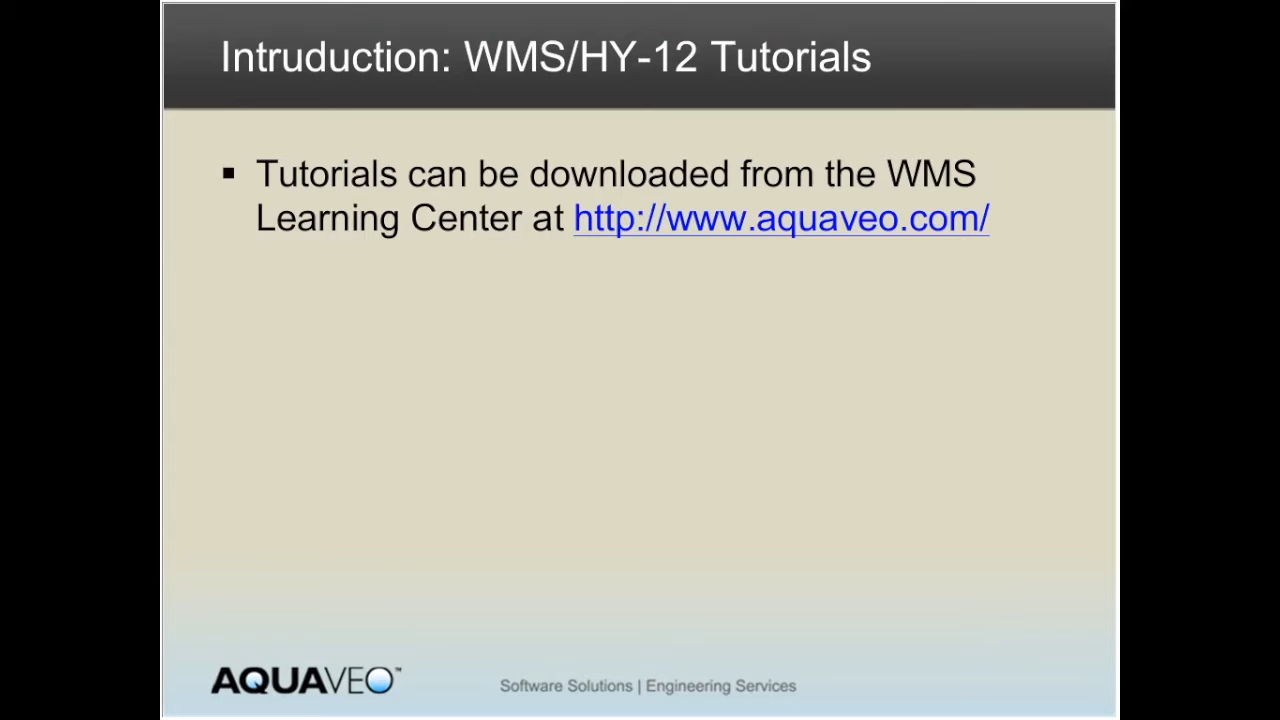 Intruduction: WMS/HY-12 Tutorials
▪ Tutorials can be downloaded from the WMS
Learning Center at http://www.aquaveo.com/
AQUAVEO™
Software Solutions | Engineering Services